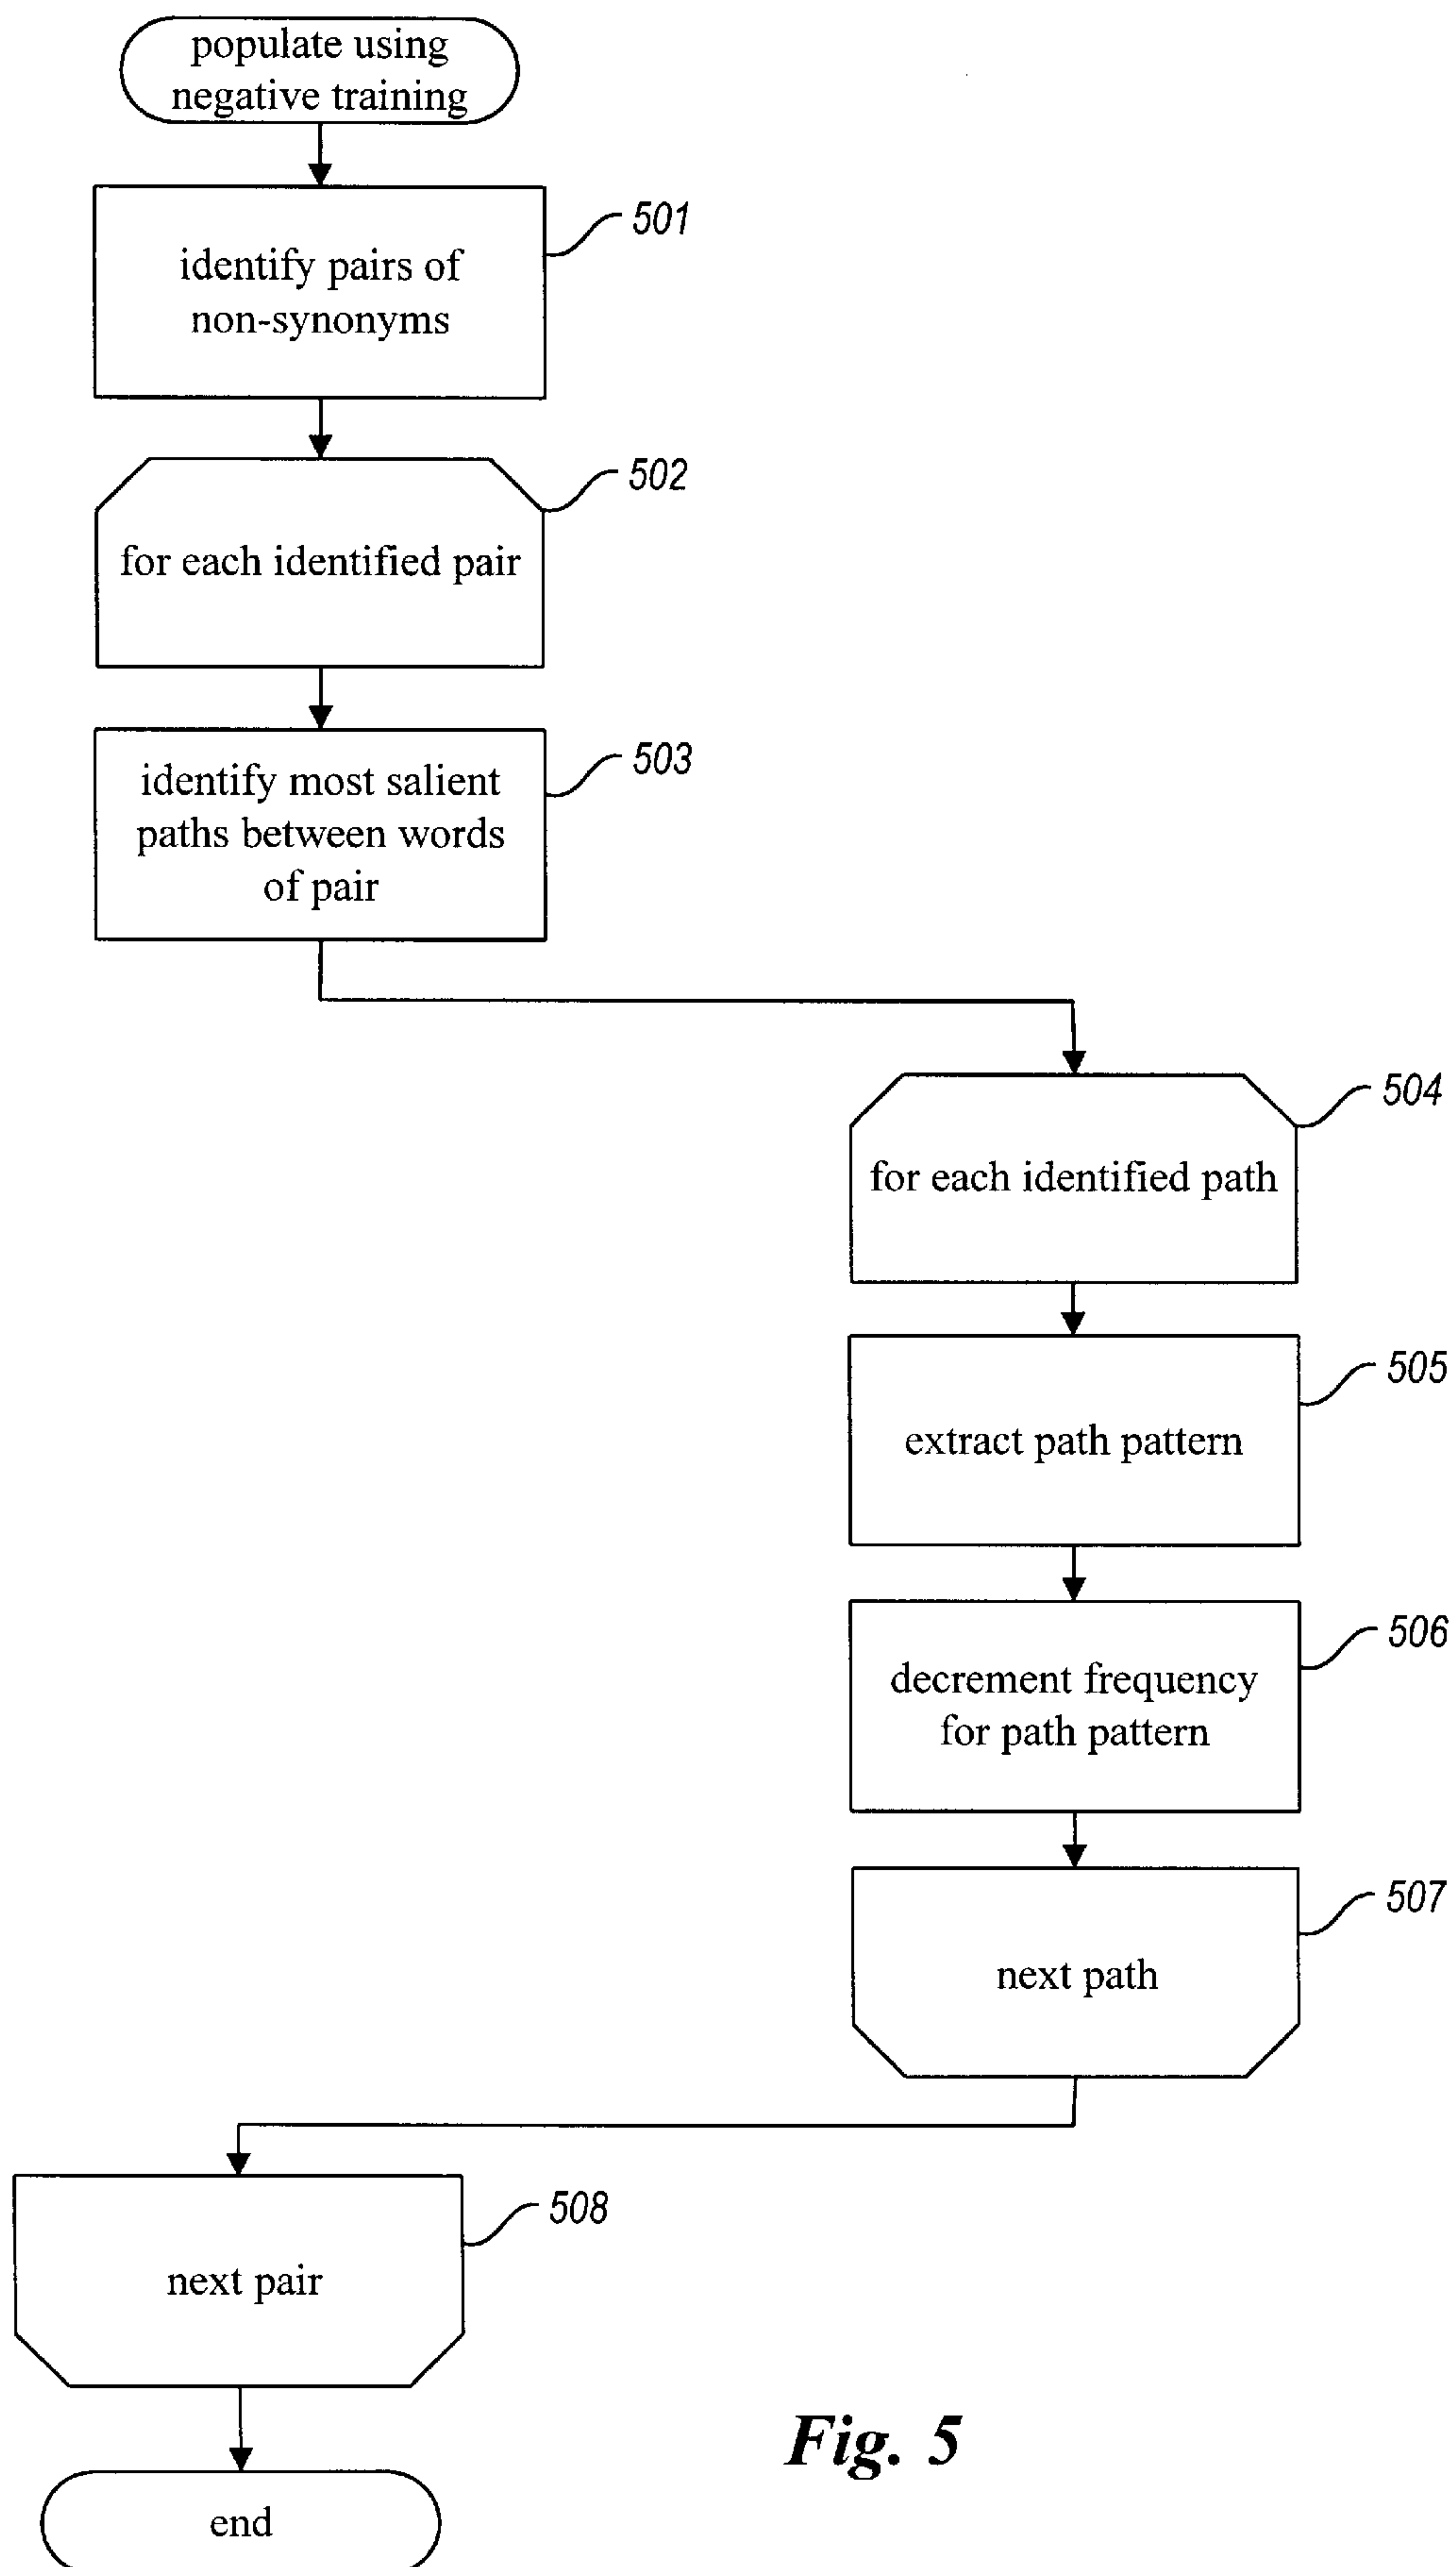 populate using
negative training
501
identify pairs of
non-synonyms
502
for each identified pair
503
identify most salient
paths between words
of pair
504
for each identified path
505
extract path pattern
506
decrement frequency
for path pattern
507
next path
508
next pair
Fig. 5
end